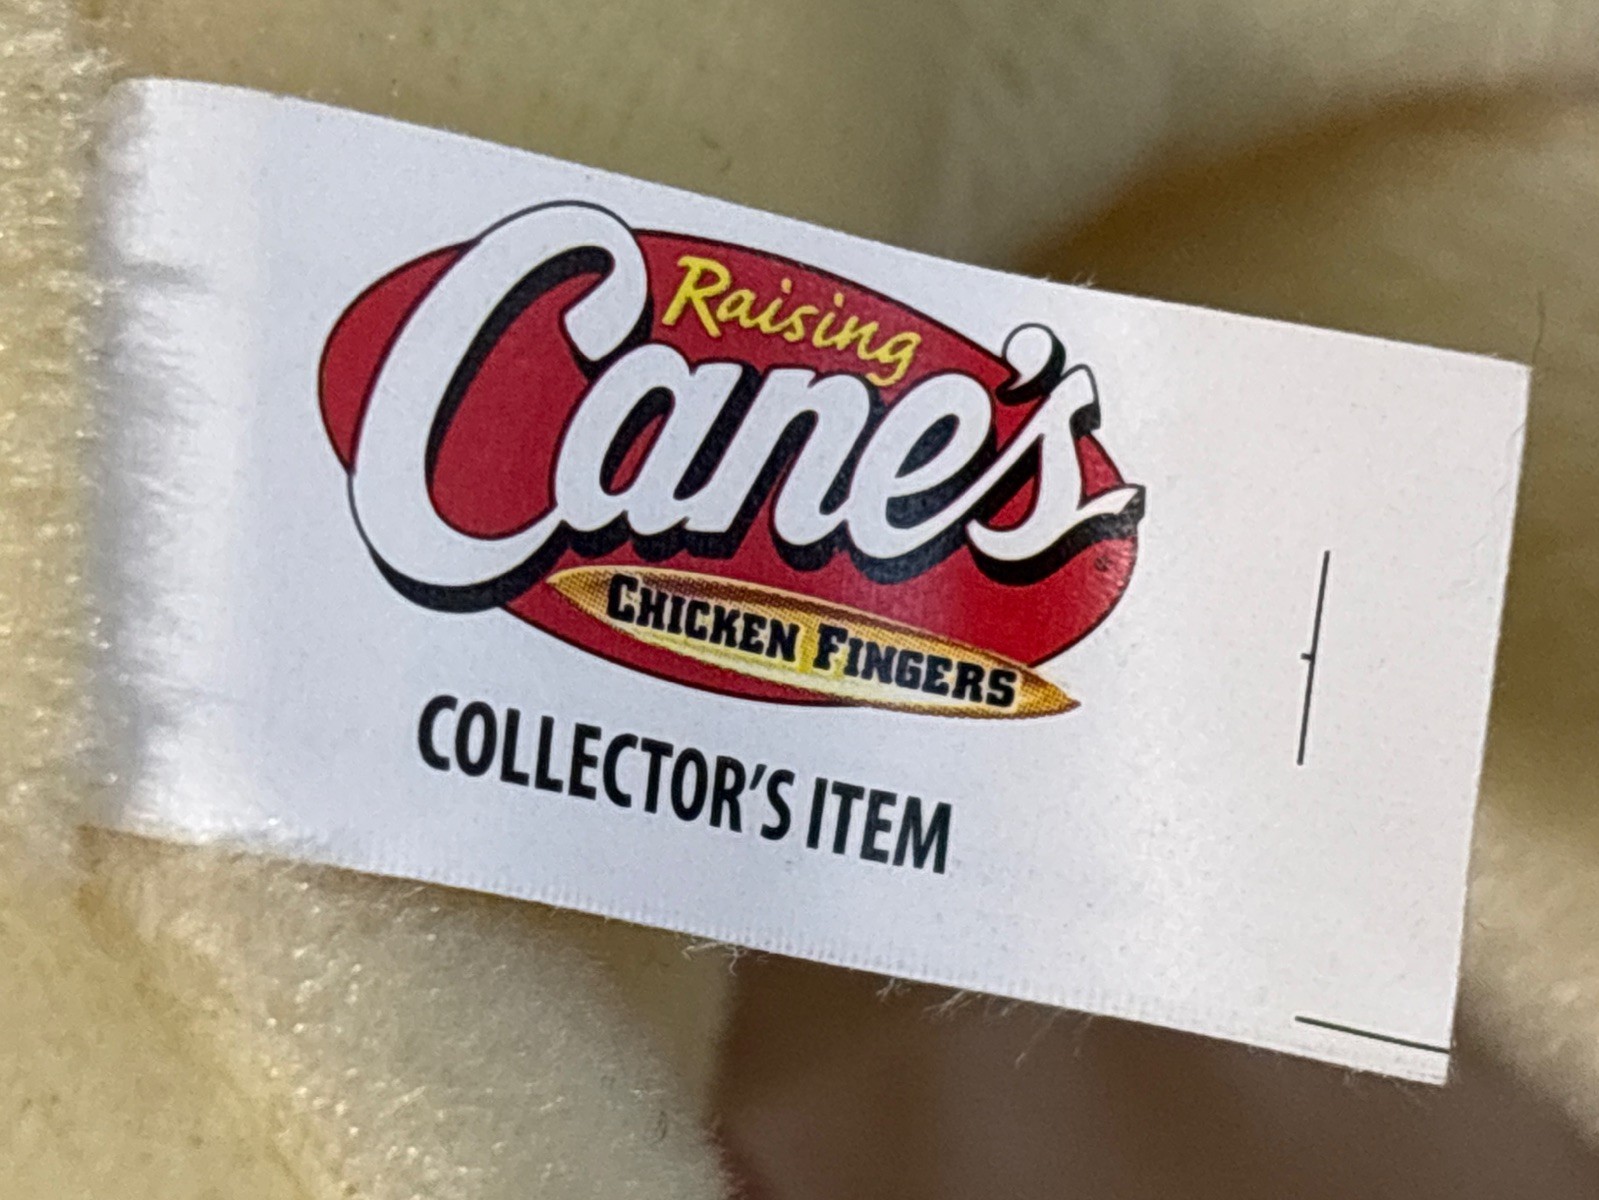 Raising
Cane's
CHICKEN FINGERS
COLLECTOR'S ITEM